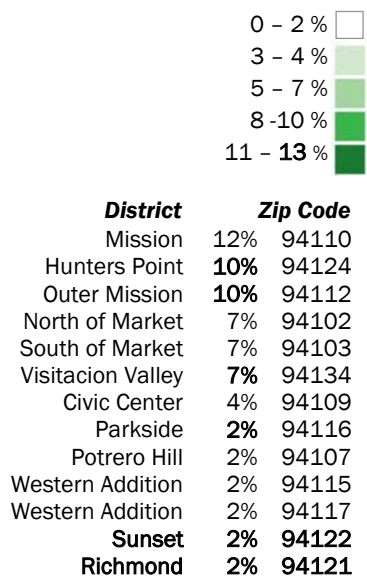 0 – 2 %
3 – 4 %
5 – 7 %
8 -10 %
11 – 13 %
District Zip Code
Mission 12% 94110
Hunters Point 10% 94124
Outer Mission 10% 94112
North of Market 7% 94102
South of Market 7% 94103
Visitacion Valley 7% 94134
Civic Center 4% 94109
Parkside 2% 94116
Potrero Hill 2% 94107
Western Addition 2% 94115
Western Addition 2% 94117
Sunset 2% 94122
Richmond 2% 94121